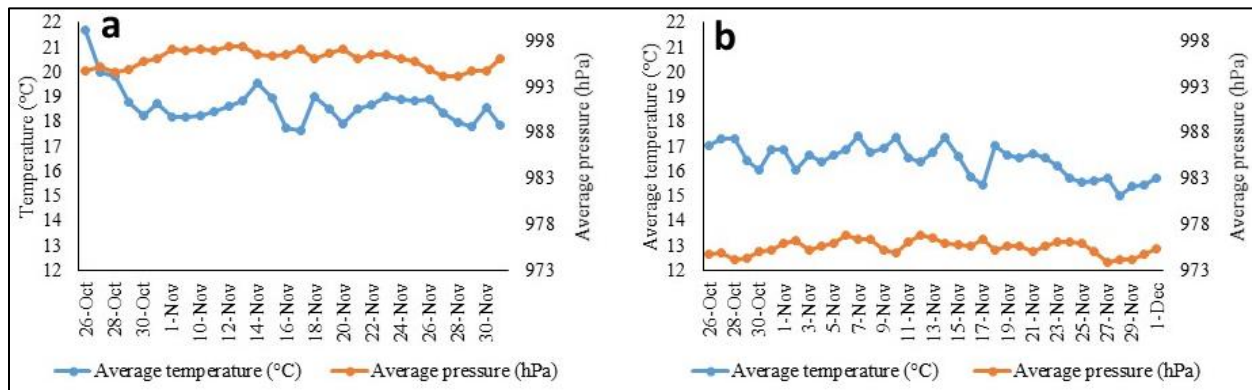 a
Temperature (°C)
22
21
20
19
18
17
16
15
14
13
12
998
993
988
983
978
973
Average pressure (hPa)
26-Oct
28-Oct
30-Oct
1-Nov
10-Nov
12-Nov
14-Nov
16-Nov
18-Nov
20-Nov
22-Nov
24-Nov
26-Nov
28-Nov
30-Nov
Average temperature (°C) Average pressure (hPa)
b
Average temperature (°C)
22
21
20
19
18
17
16
15
14
13
12
998
993
988
983
978
973
Average pressure (hPa)
26-Oct
28-Oct
30-Oct
1-Nov
3-Nov
5-Nov
7-Nov
9-Nov
11-Nov
13-Nov
15-Nov
17-Nov
19-Nov
21-Nov
23-Nov
25-Nov
27-Nov
29-Nov
1-Dec
Average temperature (°C) Average pressure (hPa)